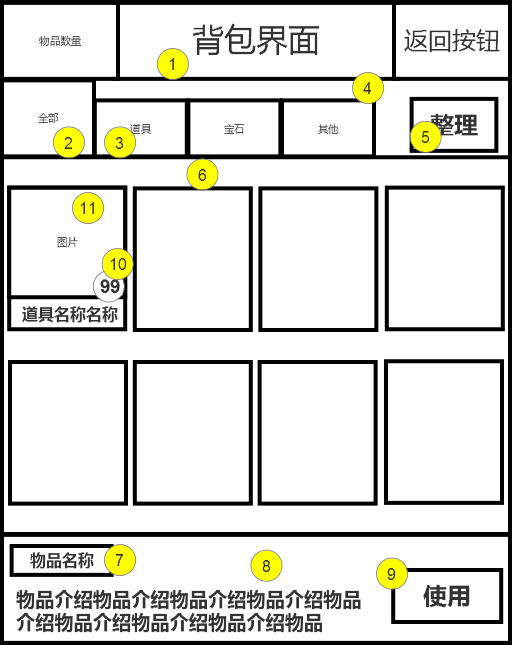 物品数量
背包界面
返回按钮
1
4
全部
道具
宝石
其他
整理
2
3
5
6
11
图片
10
99
道具名称名称
物品名称
7
8
9
物品介绍物品介绍物品介绍物品介绍物品
介绍物品介绍物品介绍物品介绍物品
使用